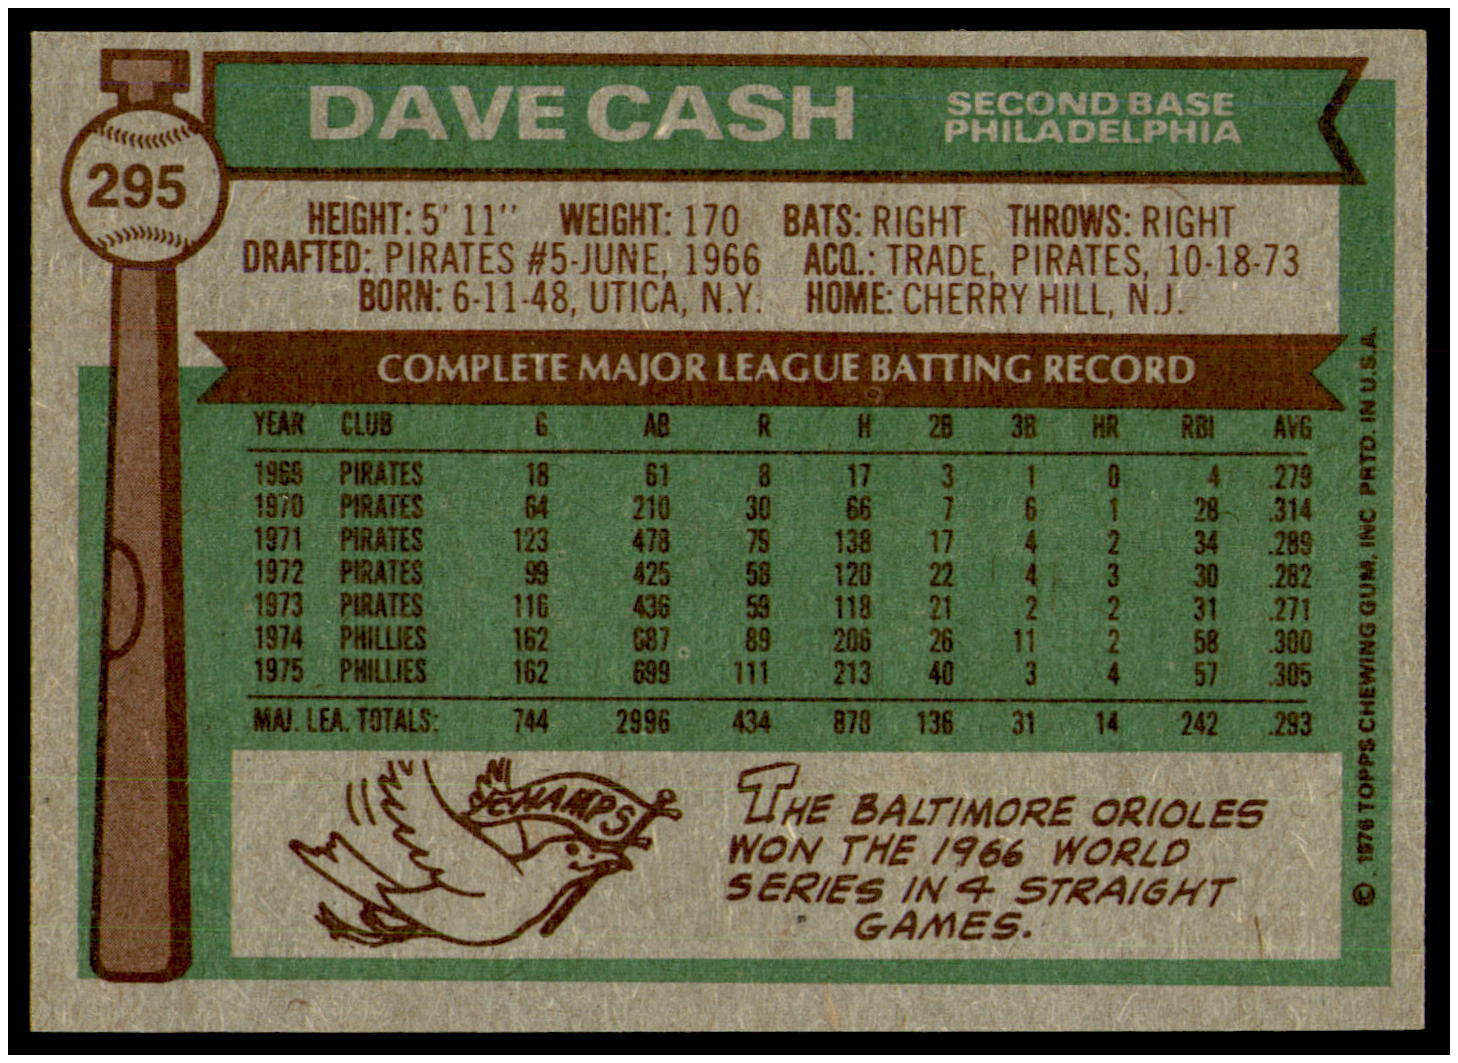 295
DAVE CASH
SECOND BASE
PHILADELPHIA
HEIGHT: 5' 11" WEIGHT: 170 BATS: RIGHT THROWS: RIGHT
DRAFTED: PIRATES #5-JUNE, 1966 ACQ.: TRADE, PIRATES, 10-18-73
BORN: 6-11-48, UTICA, N.Y. HOME: CHERRY HILL, N.J.
COMPLETE MAJOR LEAGUE BATTING RECORD
YEAR CLUB G AB R H 2B 3B HR RBI AVG
1969 PIRATES 18 61 8 17 3 1 0 4 .279
1970 PIRATES 64 210 30 66 7 6 1 28 .314
1971 PIRATES 123 478 79 138 17 4 2 34 .289
1972 PIRATES 99 425 58 120 22 4 3 30 .282
1973 PIRATES 116 436 59 118 21 2 2 31 .271
1974 PHILLIES 162 687 89 206 26 11 2 58 .300
1975 PHILLIES 162 699 111 213 40 3 4 57 .305
MAJ. LEA. TOTALS: 744 2996 434 878 136 31 14 242 .293
CHAMPS
THE BALTIMORE ORIOLES
WON THE 1966 WORLD
SERIES IN 4 STRAIGHT
GAMES.
© 1976 TOPPS CHEWING GUM, INC PRTD. IN U.S.A.